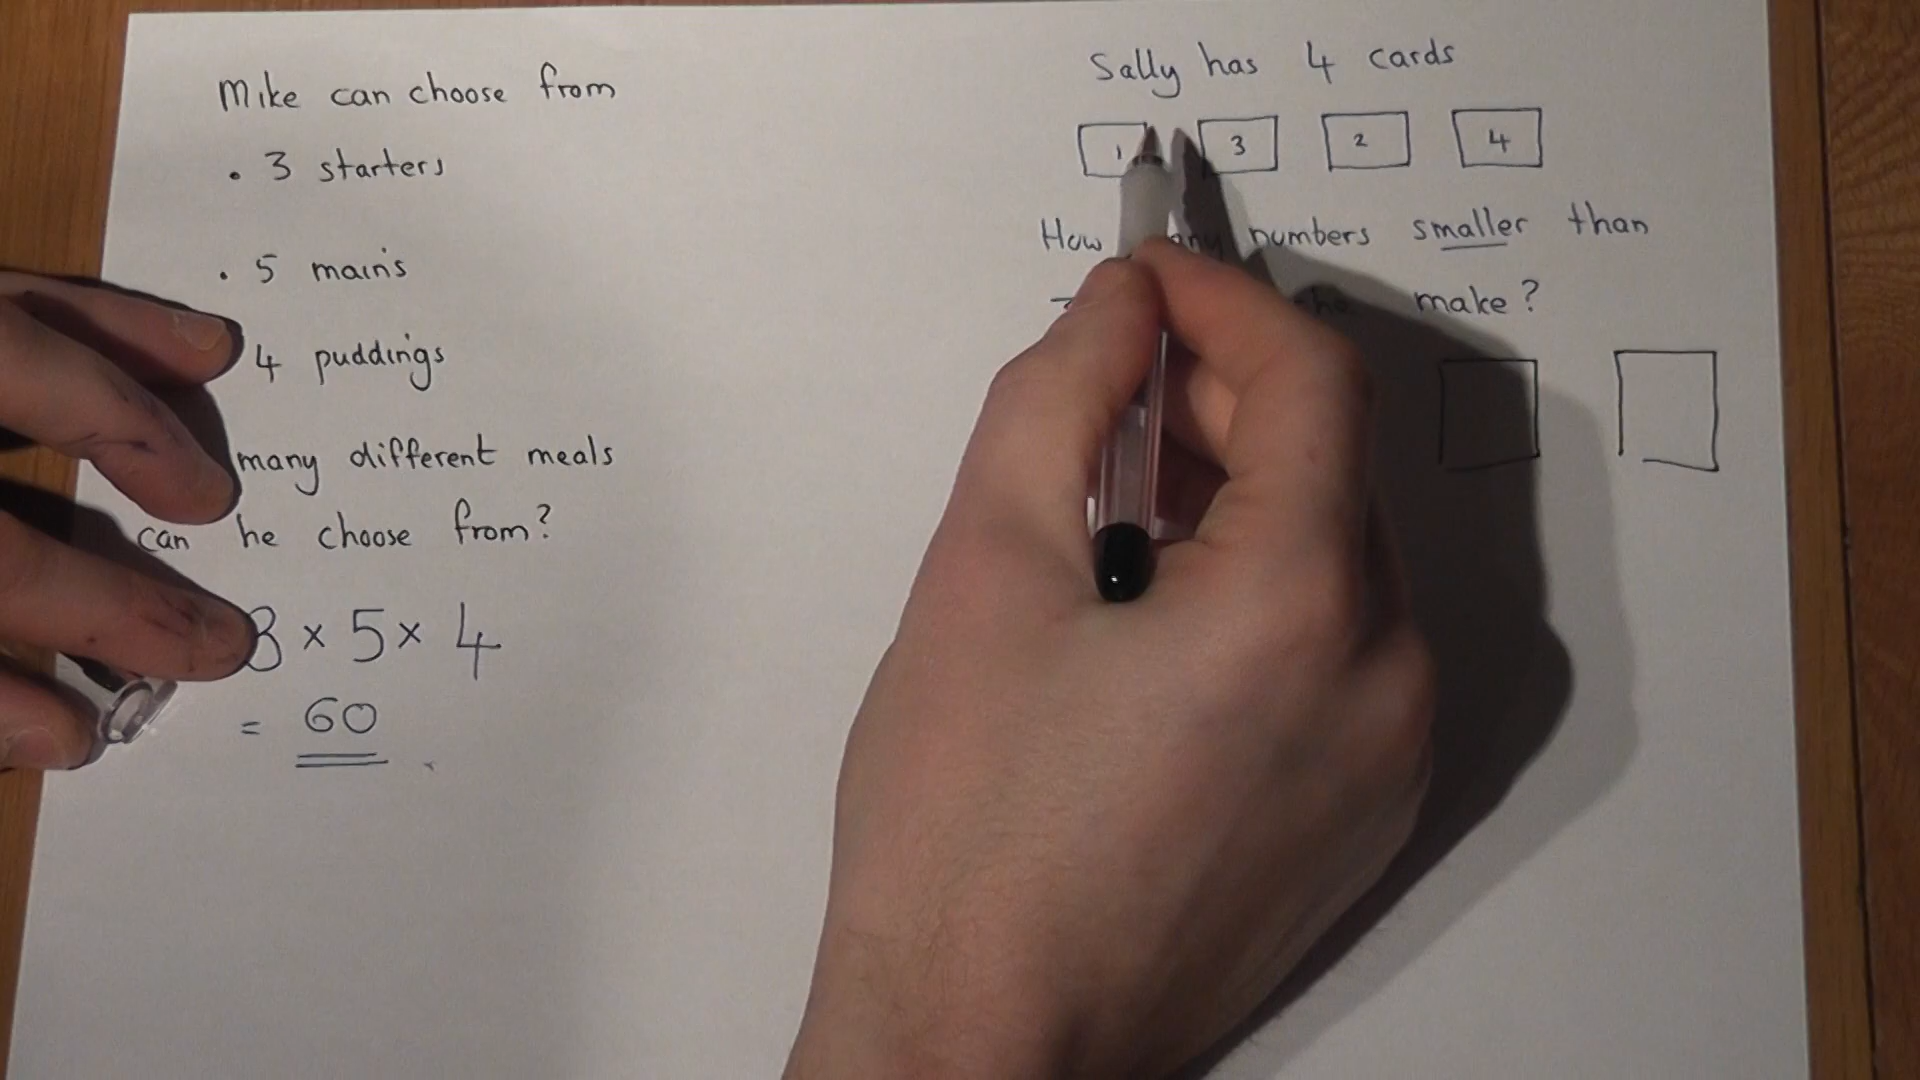 Mike can choose from
• 3 starters
• 5 mains
4 puddings
many different meals
can he choose from?
3 × 5 × 4
= 60
Sally has 4 cards
1 3 2 4
How many numbers smaller than
make?